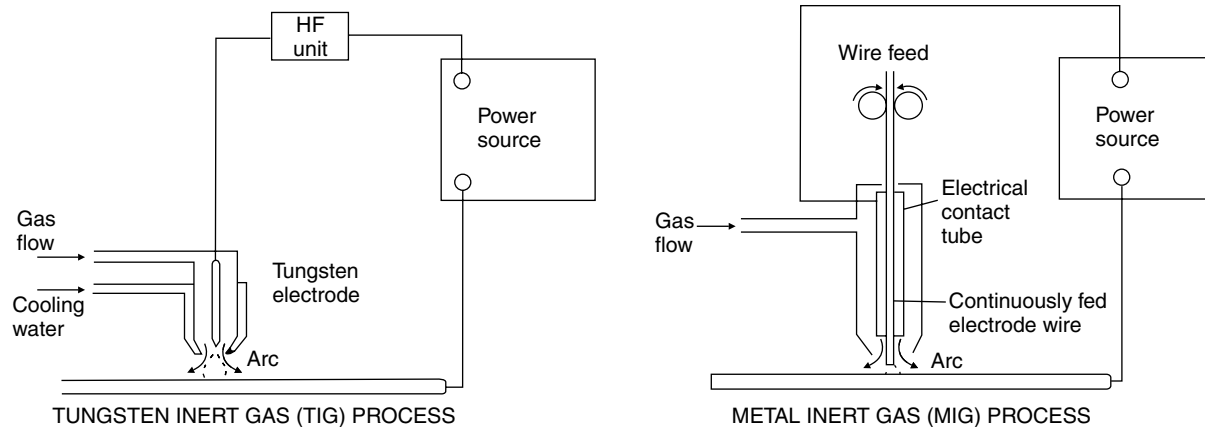 HF
unit
Power
source
Gas
flow
Tungsten
electrode
Cooling
water
Arc
TUNGSTEN INERT GAS (TIG) PROCESS
Wire feed
Power
source
Electrical
contact
tube
Gas
flow
Continuously fed
electrode wire
Arc
METAL INERT GAS (MIG) PROCESS